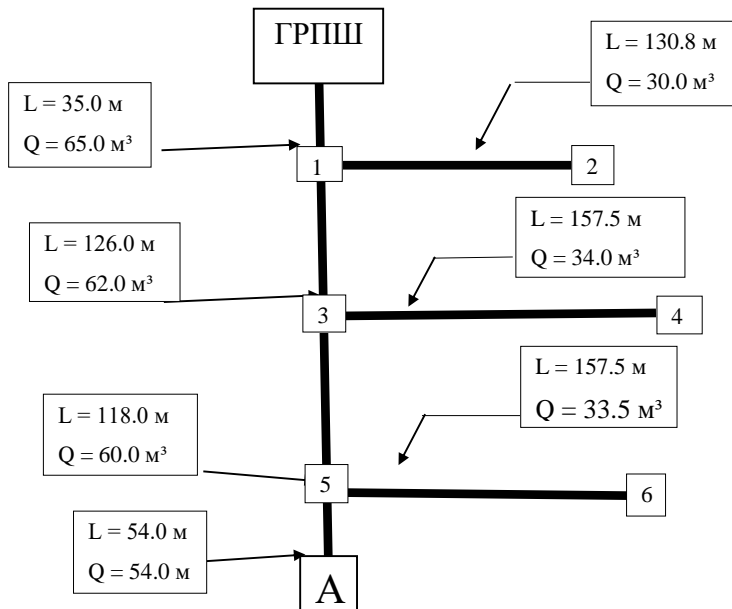 ГРПШ
L = 130.8 м
Q = 30.0 м³
L = 35.0 м
Q = 65.0 м³
1
2
L = 157.5 м
Q = 34.0 м³
L = 126.0 м
Q = 62.0 м³
3
4
L = 157.5 м
Q = 33.5 м³
L = 118.0 м
Q = 60.0 м³
5
6
L = 54.0 м
Q = 54.0 м
А